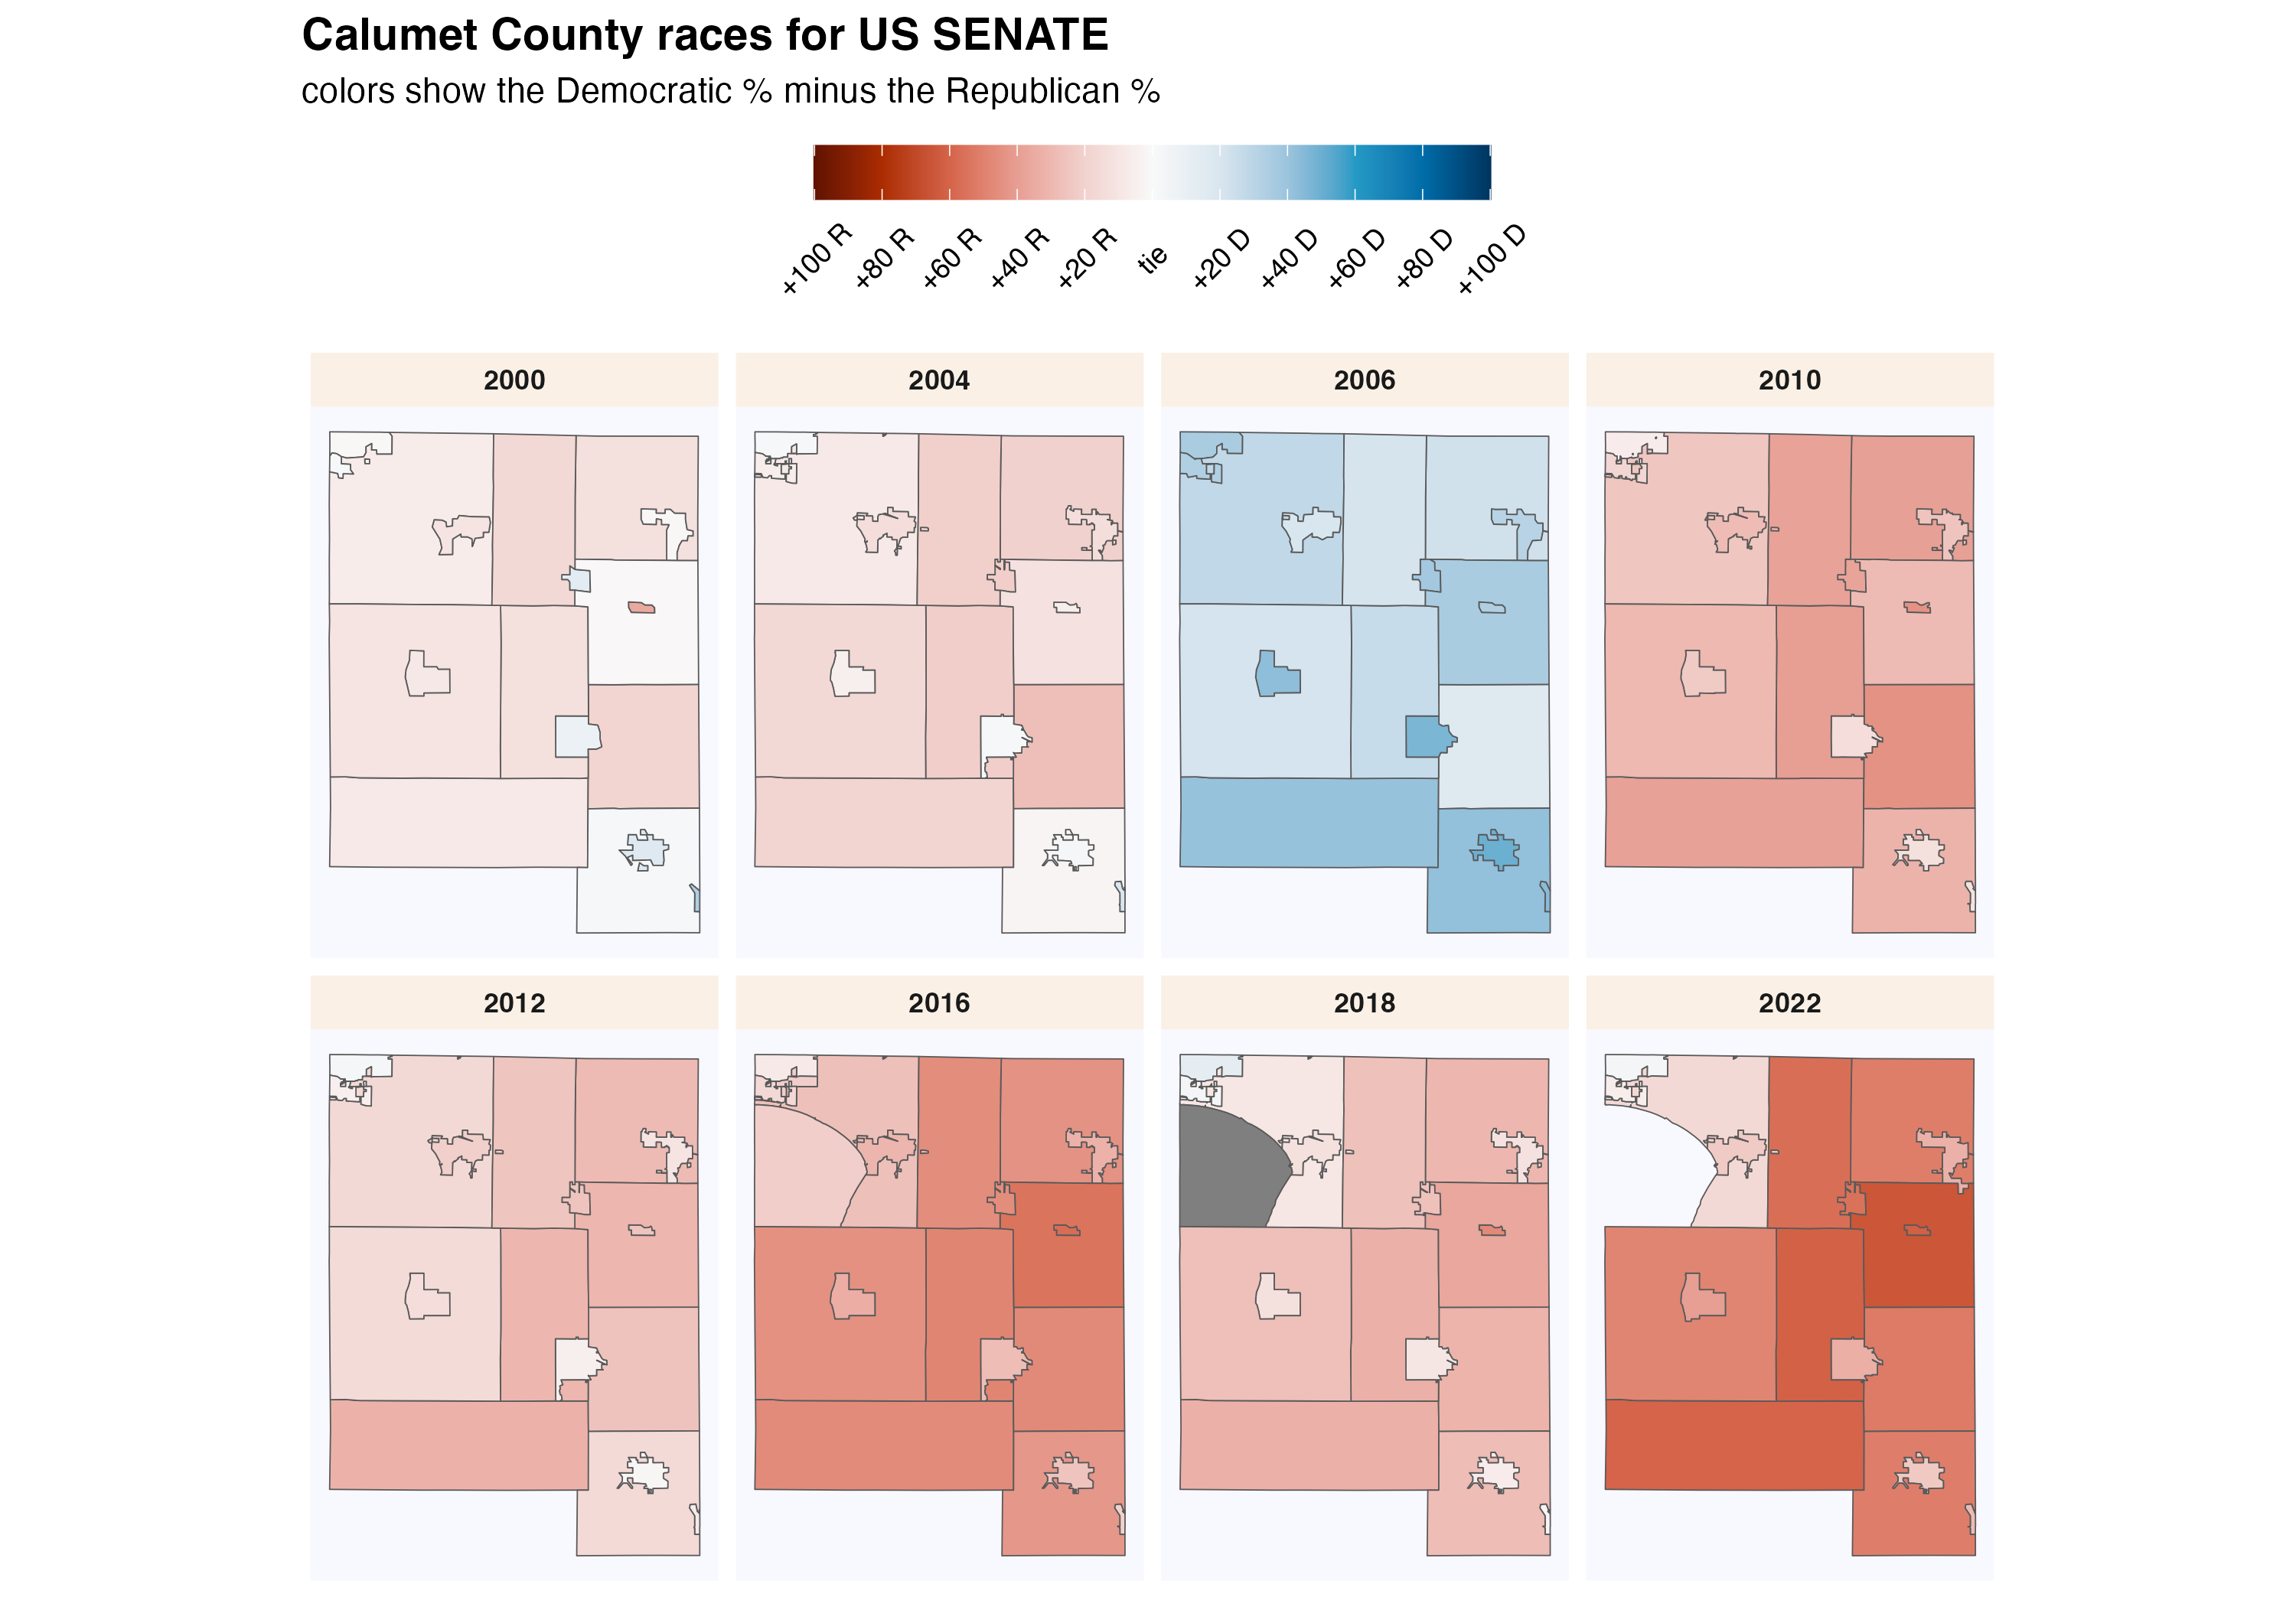 Calumet County races for US SENATE
colors show the Democratic % minus the Republican %
+100 R
+80 R
+60 R
+40 R
+20 R
tie
+20 D
+40 D
+60 D
+80 D
+100 D
2000
2004
2006
2010
2012
2016
2018
2022